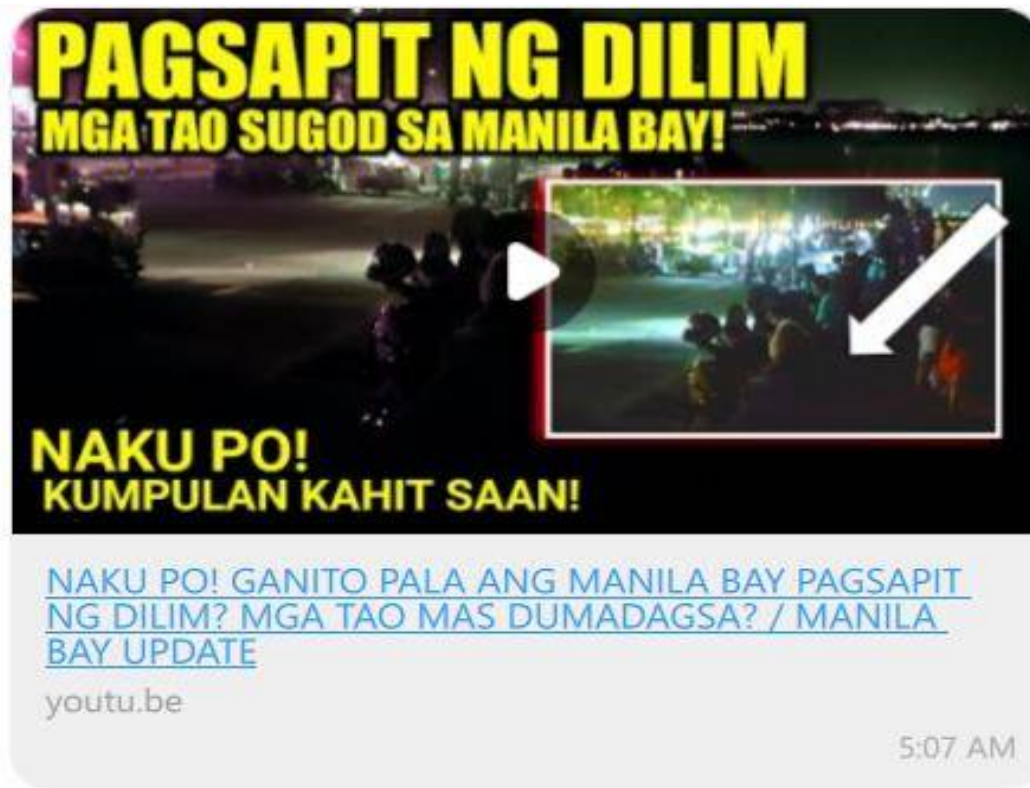 PAGSAPIT NG DILIM
MGA TAO SUGOD SA MANILA BAY!
NAKU PO!
KUMPULAN KAHIT SAAN!
NAKU PO! GANITO PALA ANG MANILA BAY PAGSAPIT
NG DILIM? MGA TAO MAS DUMADAGSA? / MANILA
BAY UPDATE
youtu.be
5:07 AM